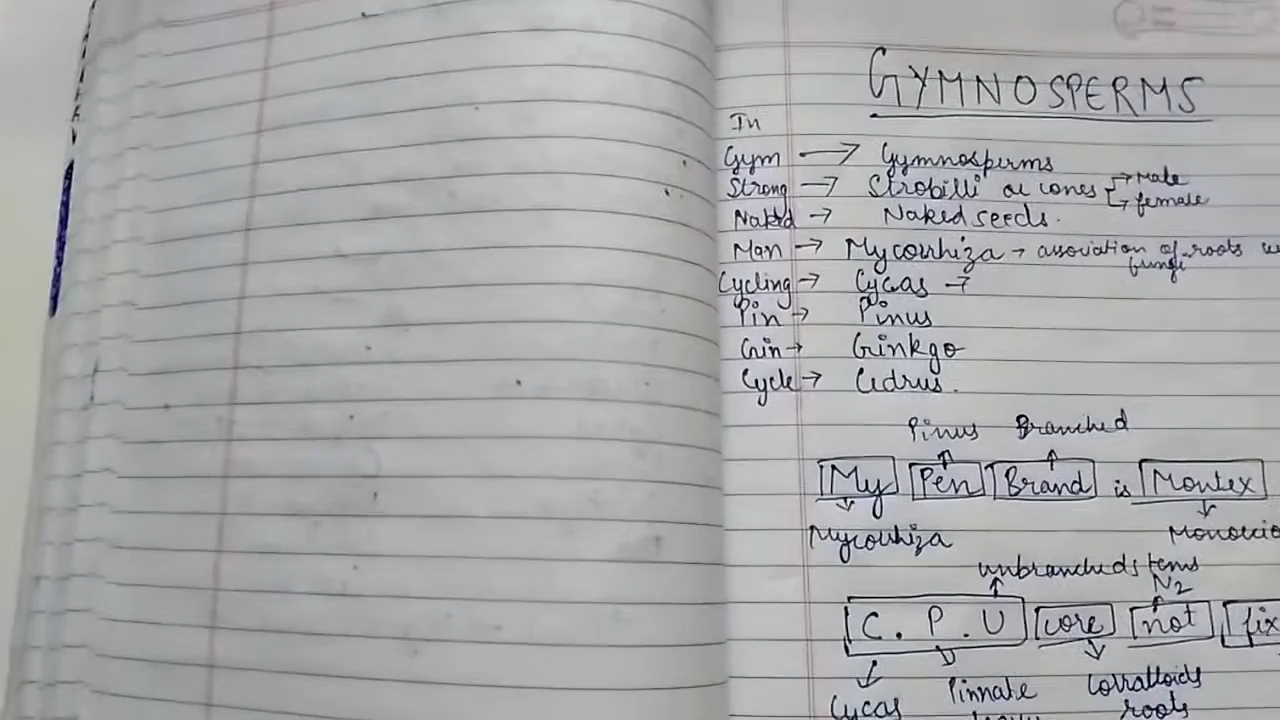 GYMNOSPERMS
In
Gym → Gymnosperms
Strong → Strobilli or cones → male
→ female
Naked → Naked seeds.
Man → Mycorrhiza → association of roots
fungi
Cycling → Cycas →
Pin → Pinus
Gin → Ginkgo
Cycle → Cedrus.
Pinus Branched
My Pen Brand is Montex
Mycorrhiza Monoecio
unbranched stems
N2
C. P. U core not fix
Cycas Pinnate Corralloids
roots